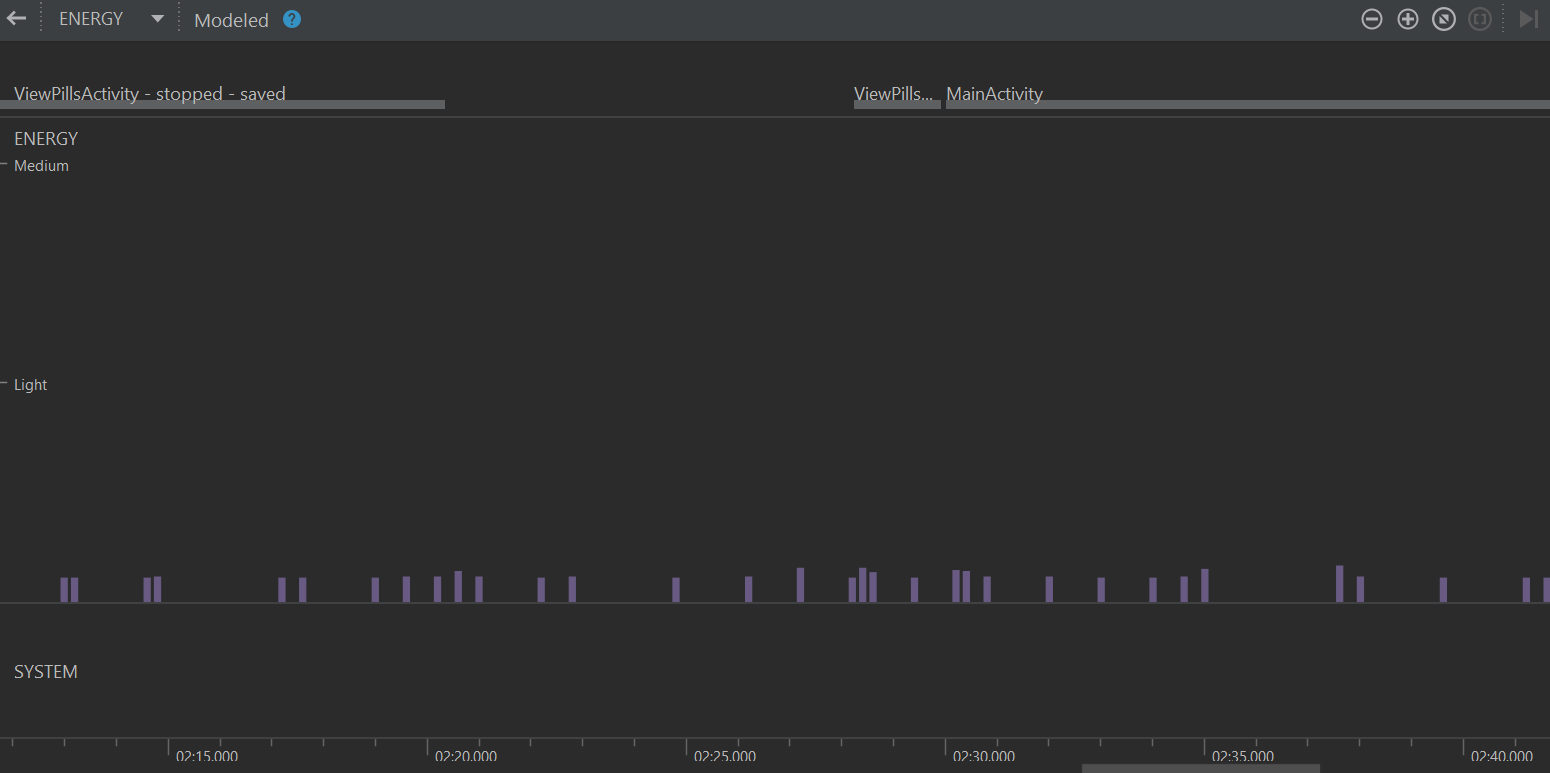 ENERGY Modeled ?
ViewPillsActivity - stopped - saved ViewPills... MainActivity
ENERGY
Medium
Light
SYSTEM
02:15.000 02:20.000 02:25.000 02:30.000 02:35.000 02:40.000